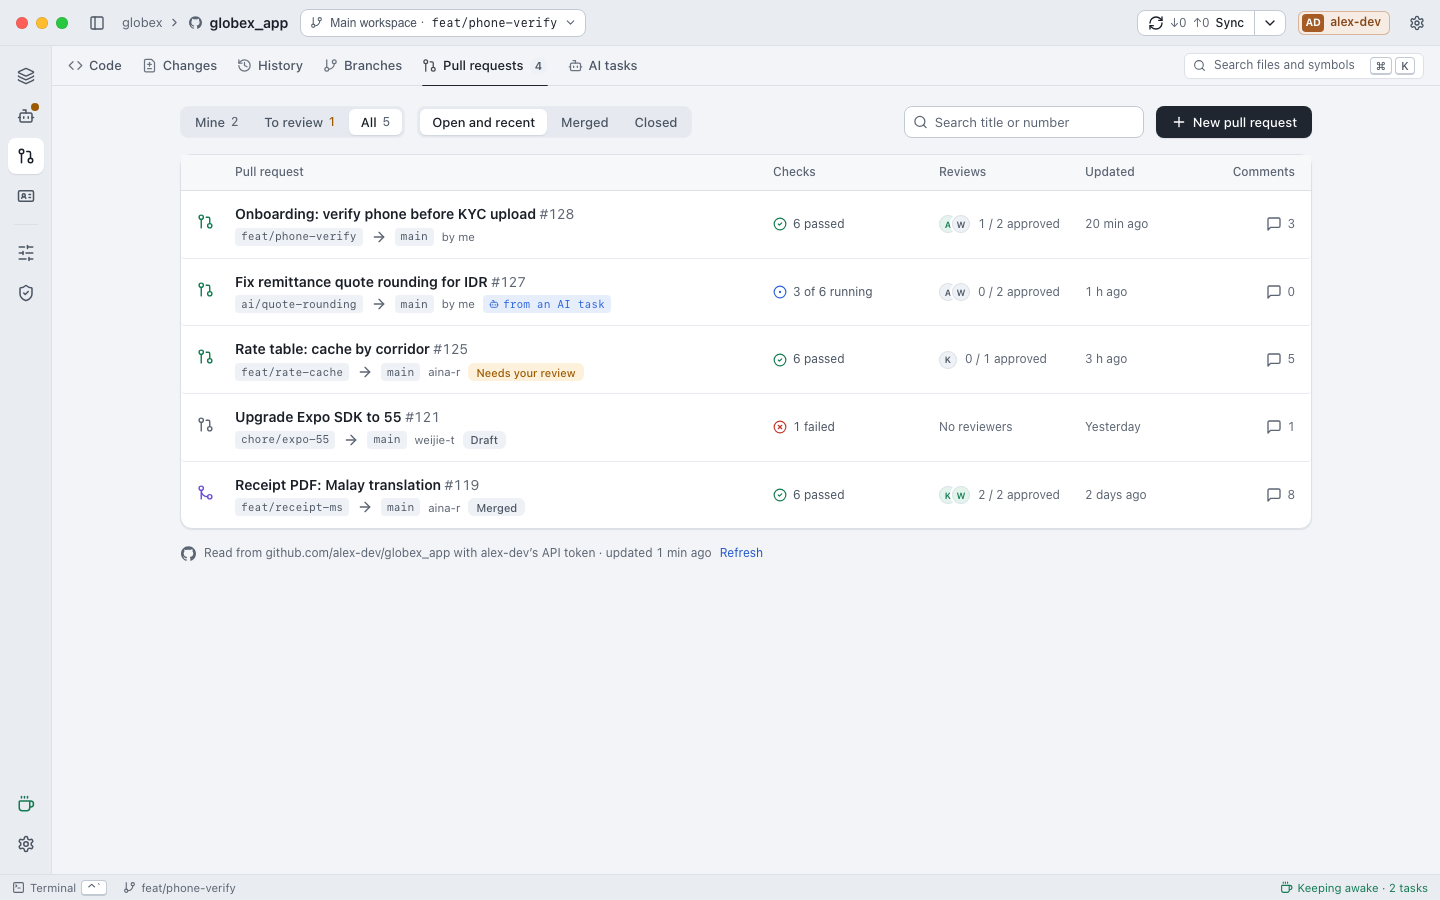 globex > globex_app Main workspace · feat/phone-verify ↓0 ↑0 Sync AD alex-dev
Code Changes History Branches Pull requests 4 AI tasks Search files and symbols ⌘ K
Mine 2 To review 1 All 5 Open and recent Merged Closed Search title or number + New pull request
Pull request Checks Reviews Updated Comments
Onboarding: verify phone before KYC upload #128
feat/phone-verify → main by me 6 passed A W 1 / 2 approved 20 min ago 3
Fix remittance quote rounding for IDR #127
ai/quote-rounding → main by me from an AI task 3 of 6 running A W 0 / 2 approved 1 h ago 0
Rate table: cache by corridor #125
feat/rate-cache → main aina-r Needs your review 6 passed K 0 / 1 approved 3 h ago 5
Upgrade Expo SDK to 55 #121
chore/expo-55 → main weijie-t Draft 1 failed No reviewers Yesterday 1
Receipt PDF: Malay translation #119
feat/receipt-ms → main aina-r Merged 6 passed K W 2 / 2 approved 2 days ago 8
Read from github.com/alex-dev/globex_app with alex-dev’s API token · updated 1 min ago Refresh
Terminal ⌃` feat/phone-verify Keeping awake · 2 tasks